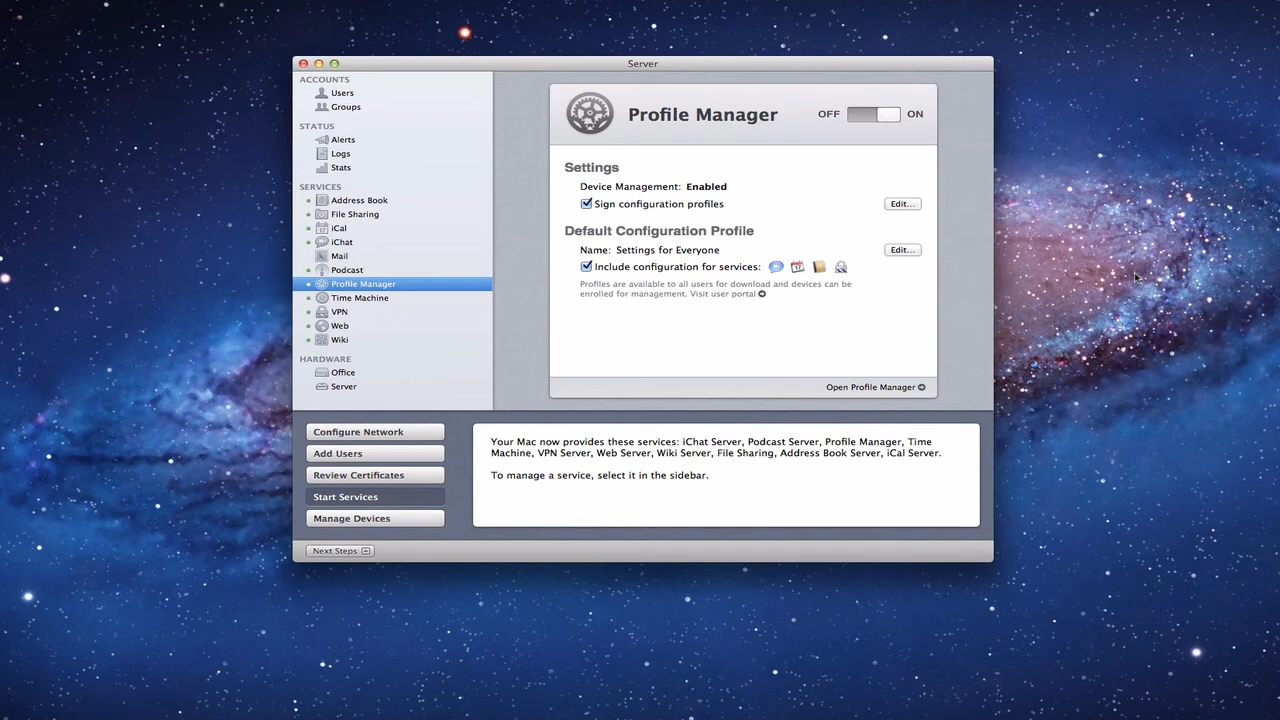 Server
ACCOUNTS
Users
Groups
STATUS
Alerts
Logs
Stats
SERVICES
Address Book
File Sharing
iCal
iChat
Mail
Podcast
Profile Manager
Time Machine
VPN
Web
Wiki
HARDWARE
Office
Server
Profile Manager
OFF ON
Settings
Device Management: Enabled
Sign configuration profiles Edit...
Default Configuration Profile
Name: Settings for Everyone Edit...
Include configuration for services:
Profiles are available to all users for download and devices can be
enrolled for management. Visit user portal
Open Profile Manager
Configure Network
Add Users
Review Certificates
Start Services
Manage Devices
Your Mac now provides these services: iChat Server, Podcast Server, Profile Manager, Time
Machine, VPN Server, Web Server, Wiki Server, File Sharing, Address Book Server, iCal Server.
To manage a service, select it in the sidebar.
Next Steps